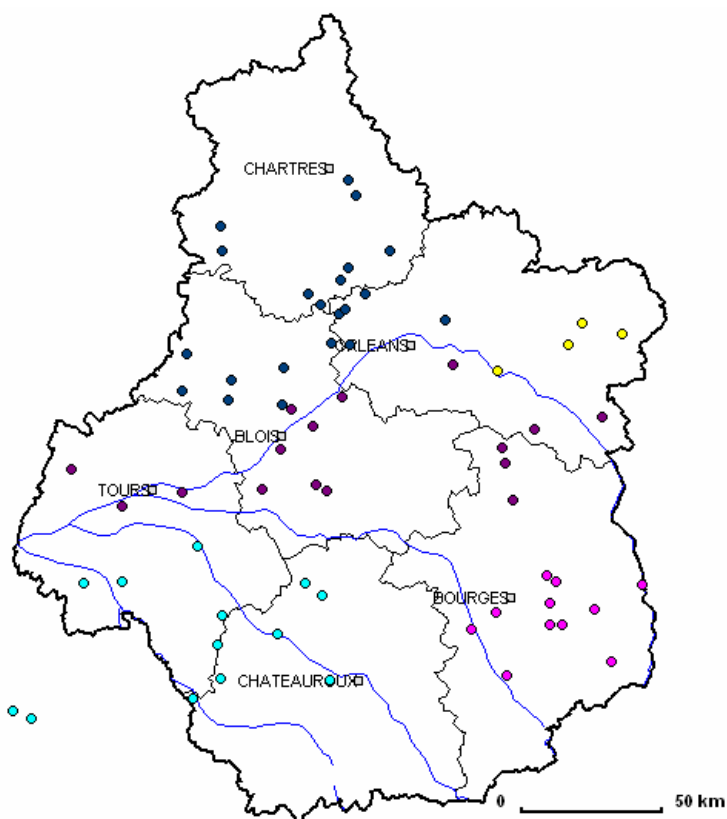 CHARTRES
ORLEANS
BLOIS
TOURS
BOURGES
CHATEAUROUX
0 50 km